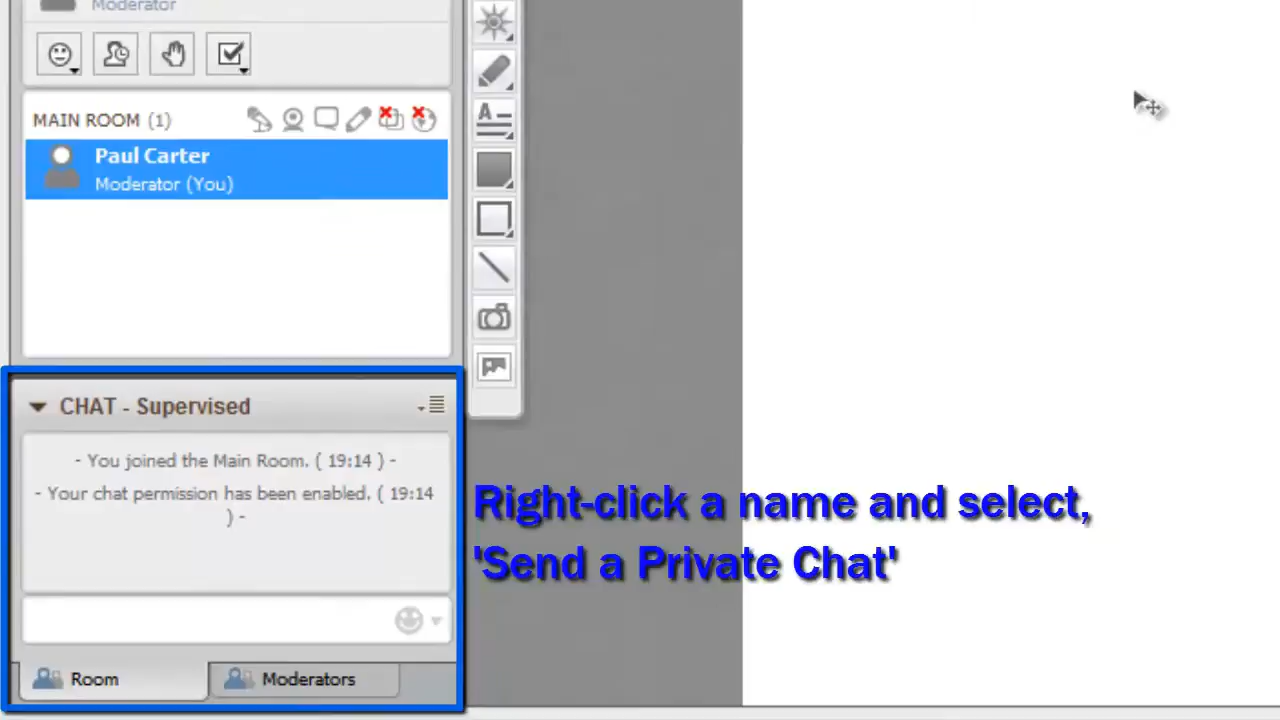 Moderator
MAIN ROOM (1)
Paul Carter
Moderator (You)
A
CHAT - Supervised
- You joined the Main Room. ( 19:14 ) -
- Your chat permission has been enabled. ( 19:14
) -
Right-click a name and select,
'Send a Private Chat'
Room
Moderators